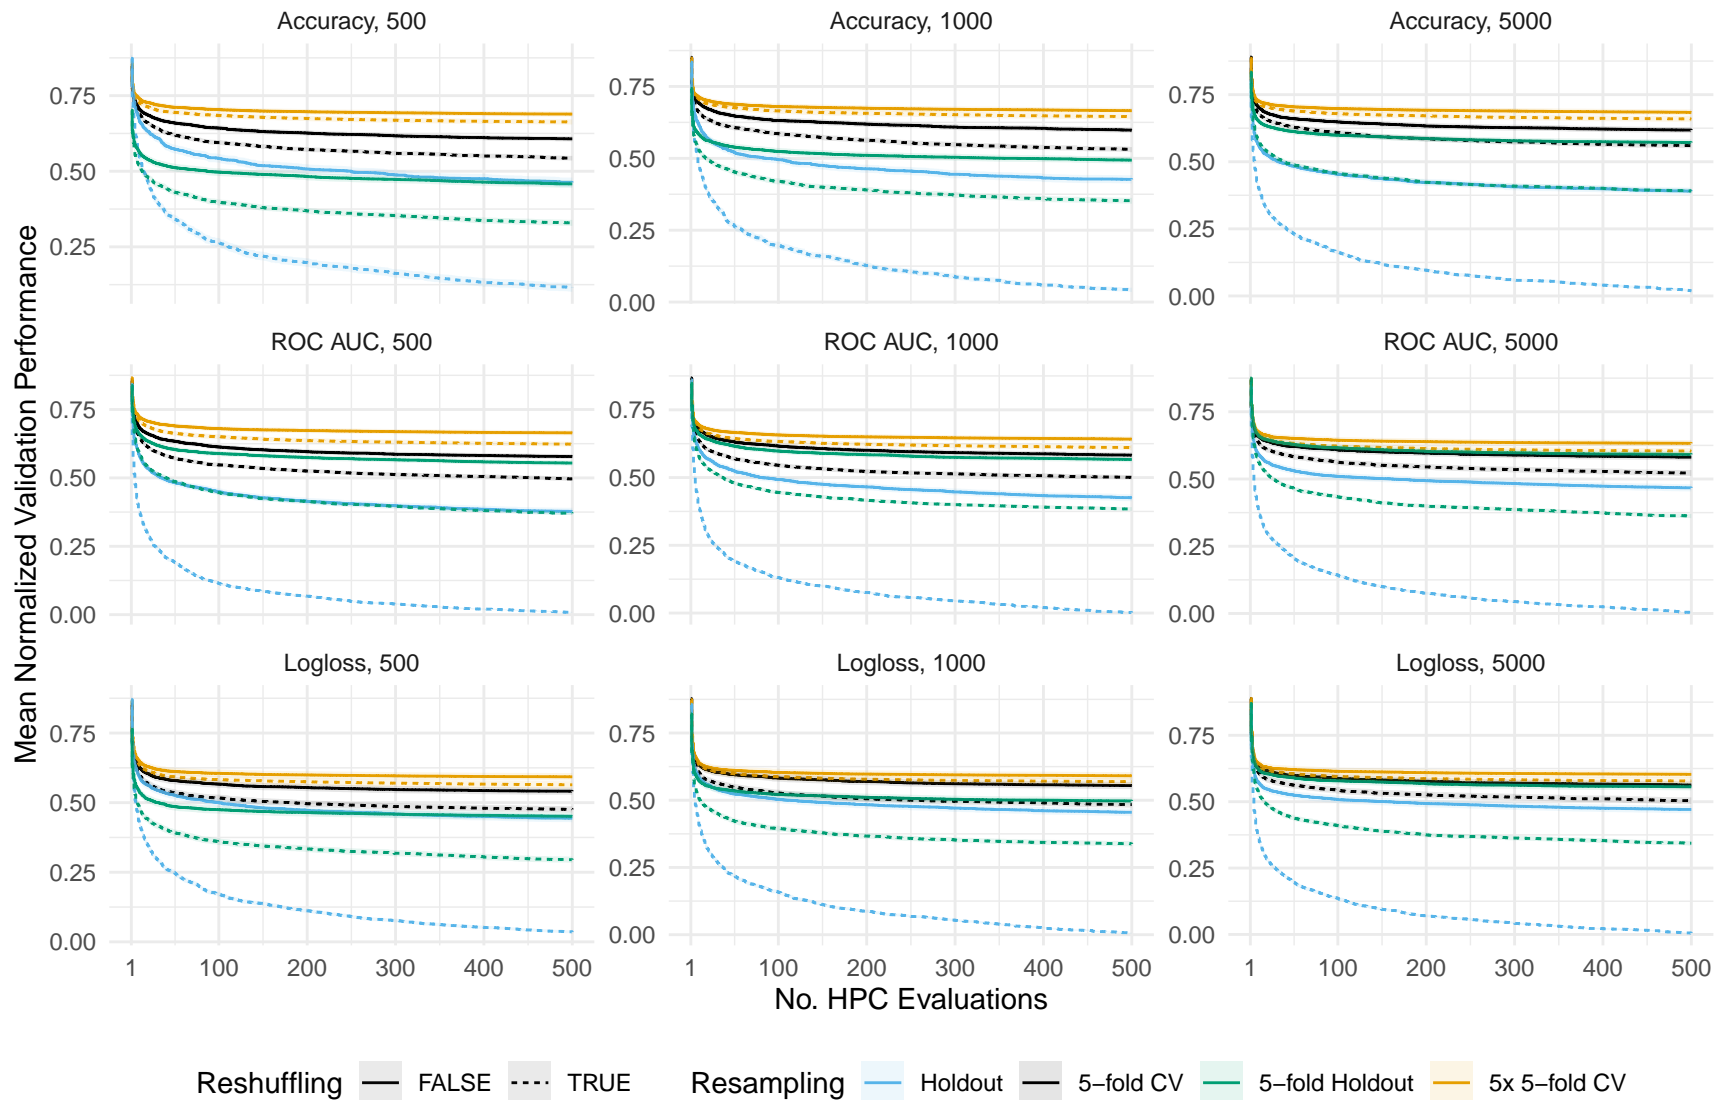 Accuracy, 500
Accuracy, 1000
Accuracy, 5000
0.75
0.50
0.25
0.75
0.50
0.25
0.00
0.75
0.50
0.25
0.00
ROC AUC, 500
ROC AUC, 1000
ROC AUC, 5000
0.75
0.50
0.25
0.00
0.75
0.50
0.25
0.00
0.75
0.50
0.25
0.00
Logloss, 500
Logloss, 1000
Logloss, 5000
0.75
0.50
0.25
0.00
0.75
0.50
0.25
0.00
0.75
0.50
0.25
0.00
1 100 200 300 400 500
1 100 200 300 400 500
1 100 200 300 400 500
Mean Normalized Validation Performance
No. HPC Evaluations
Reshuffling FALSE TRUE Resampling Holdout 5−fold CV 5−fold Holdout 5x 5−fold CV